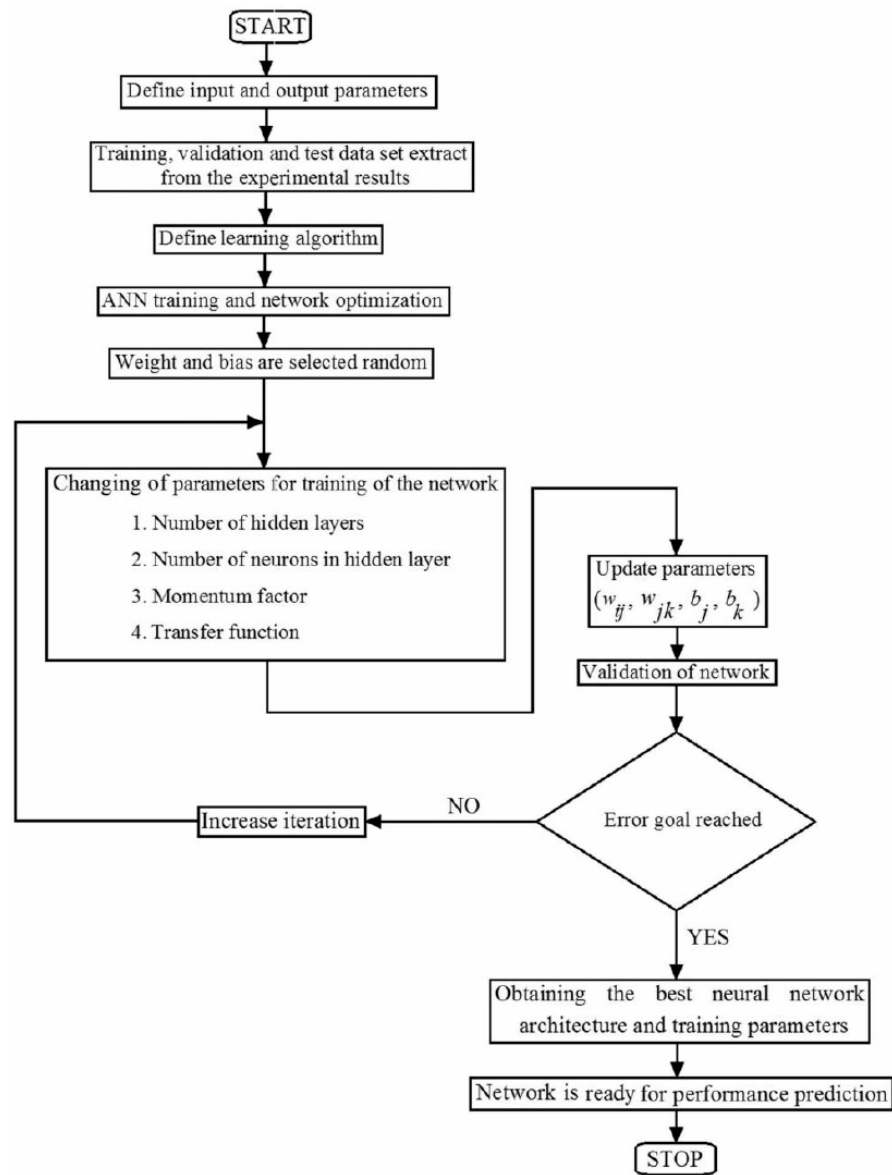 START
Define input and output parameters
Training, validation and test data set extract
from the experimental results
Define learning algorithm
ANN training and network optimization
Weight and bias are selected random
Changing of parameters for training of the network
1. Number of hidden layers
2. Number of neurons in hidden layer
3. Momentum factor
4. Transfer function
Update parameters
(w_ij, w_jk, b_j, b_k)
Validation of network
Error goal reached
NO
Increase iteration
YES
Obtaining the best neural network
architecture and training parameters
Network is ready for performance prediction
STOP